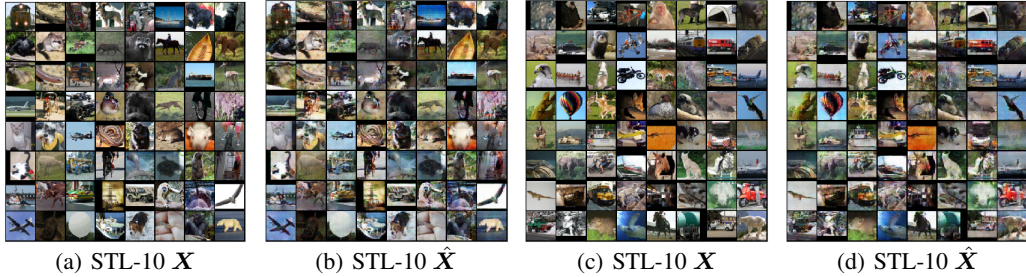 (a) STL-10 X
(b) STL-10 X̂
(c) STL-10 X
(d) STL-10 X̂